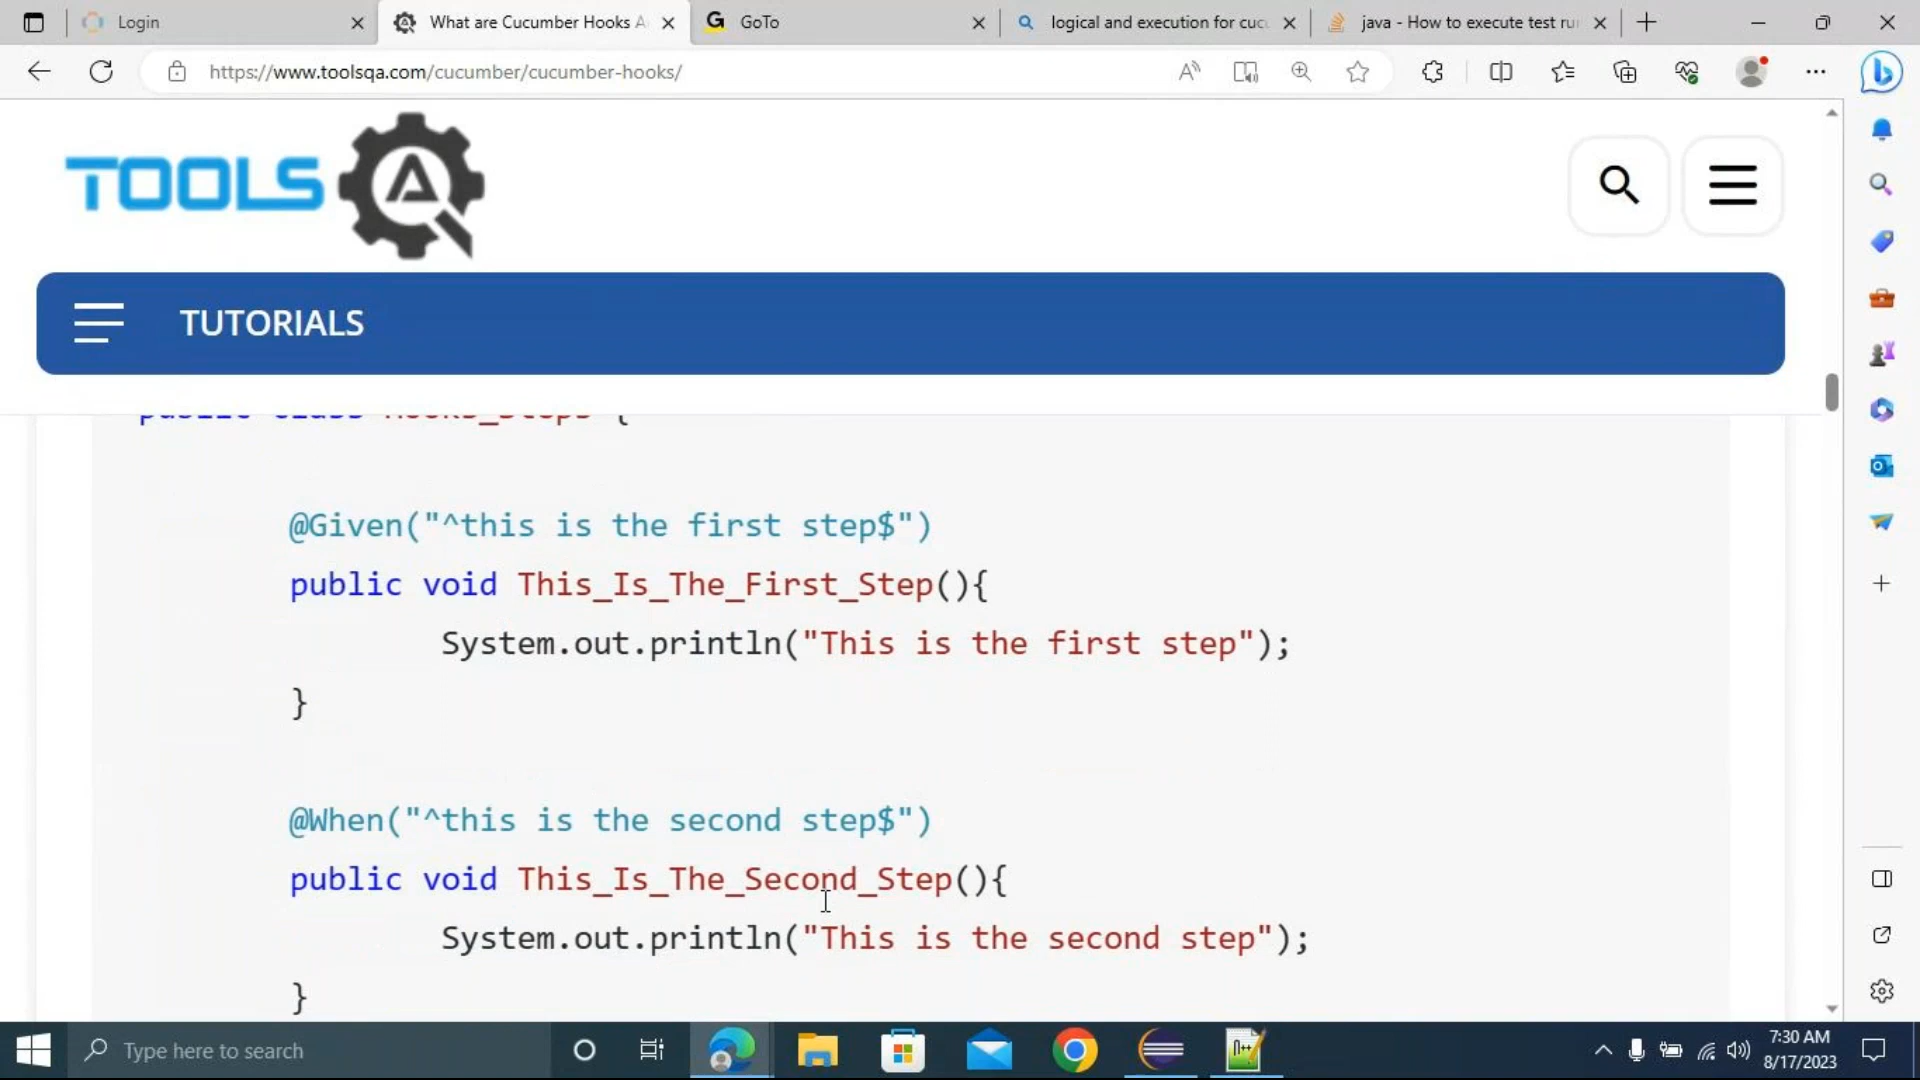 Login
What are Cucumber Hooks A
GoTo
logical and execution for cuc
java - How to execute test ru
https://www.toolsqa.com/cucumber/cucumber-hooks/
TOOLS
TUTORIALS
public class Hooks_Steps {
@Given("^this is the first step$")
public void This_Is_The_First_Step(){
System.out.println("This is the first step");
}
@When("^this is the second step$")
public void This_Is_The_Second_Step(){
System.out.println("This is the second step");
}
Type here to search
7:30 AM
8/17/2023